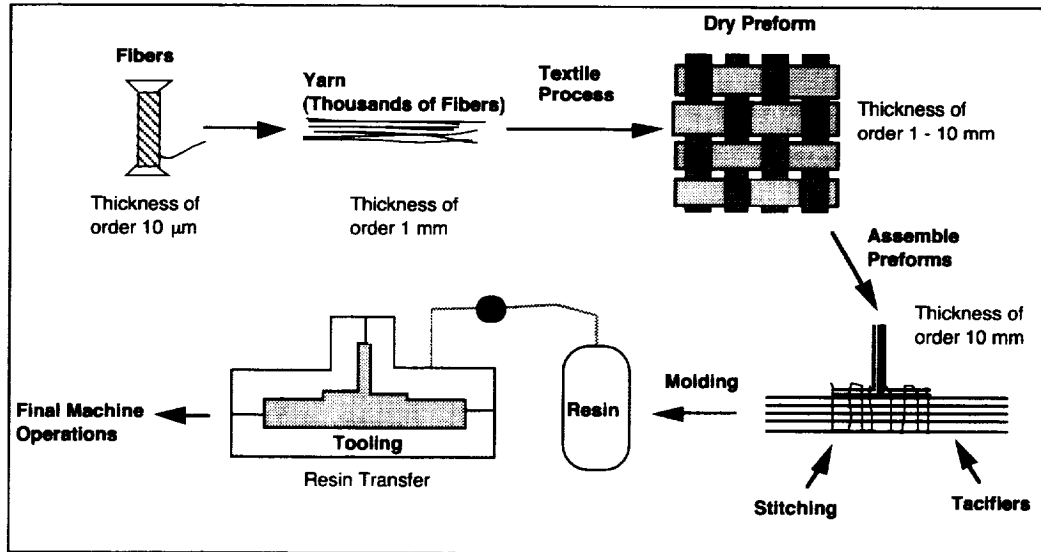 Fibers
Thickness of
order 10 µm
Yarn
(Thousands of Fibers)
Thickness of
order 1 mm
Textile
Process
Dry Preform
Thickness of
order 1 - 10 mm
Assemble
Preforms
Thickness of
order 10 mm
Stitching
Tacifiers
Molding
Resin
Tooling
Resin Transfer
Final Machine
Operations